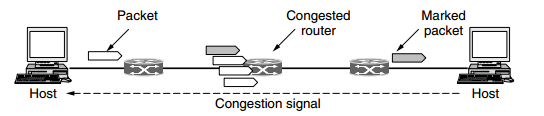 Packet
Congested
router
Marked
packet
Host
Congestion signal
Host